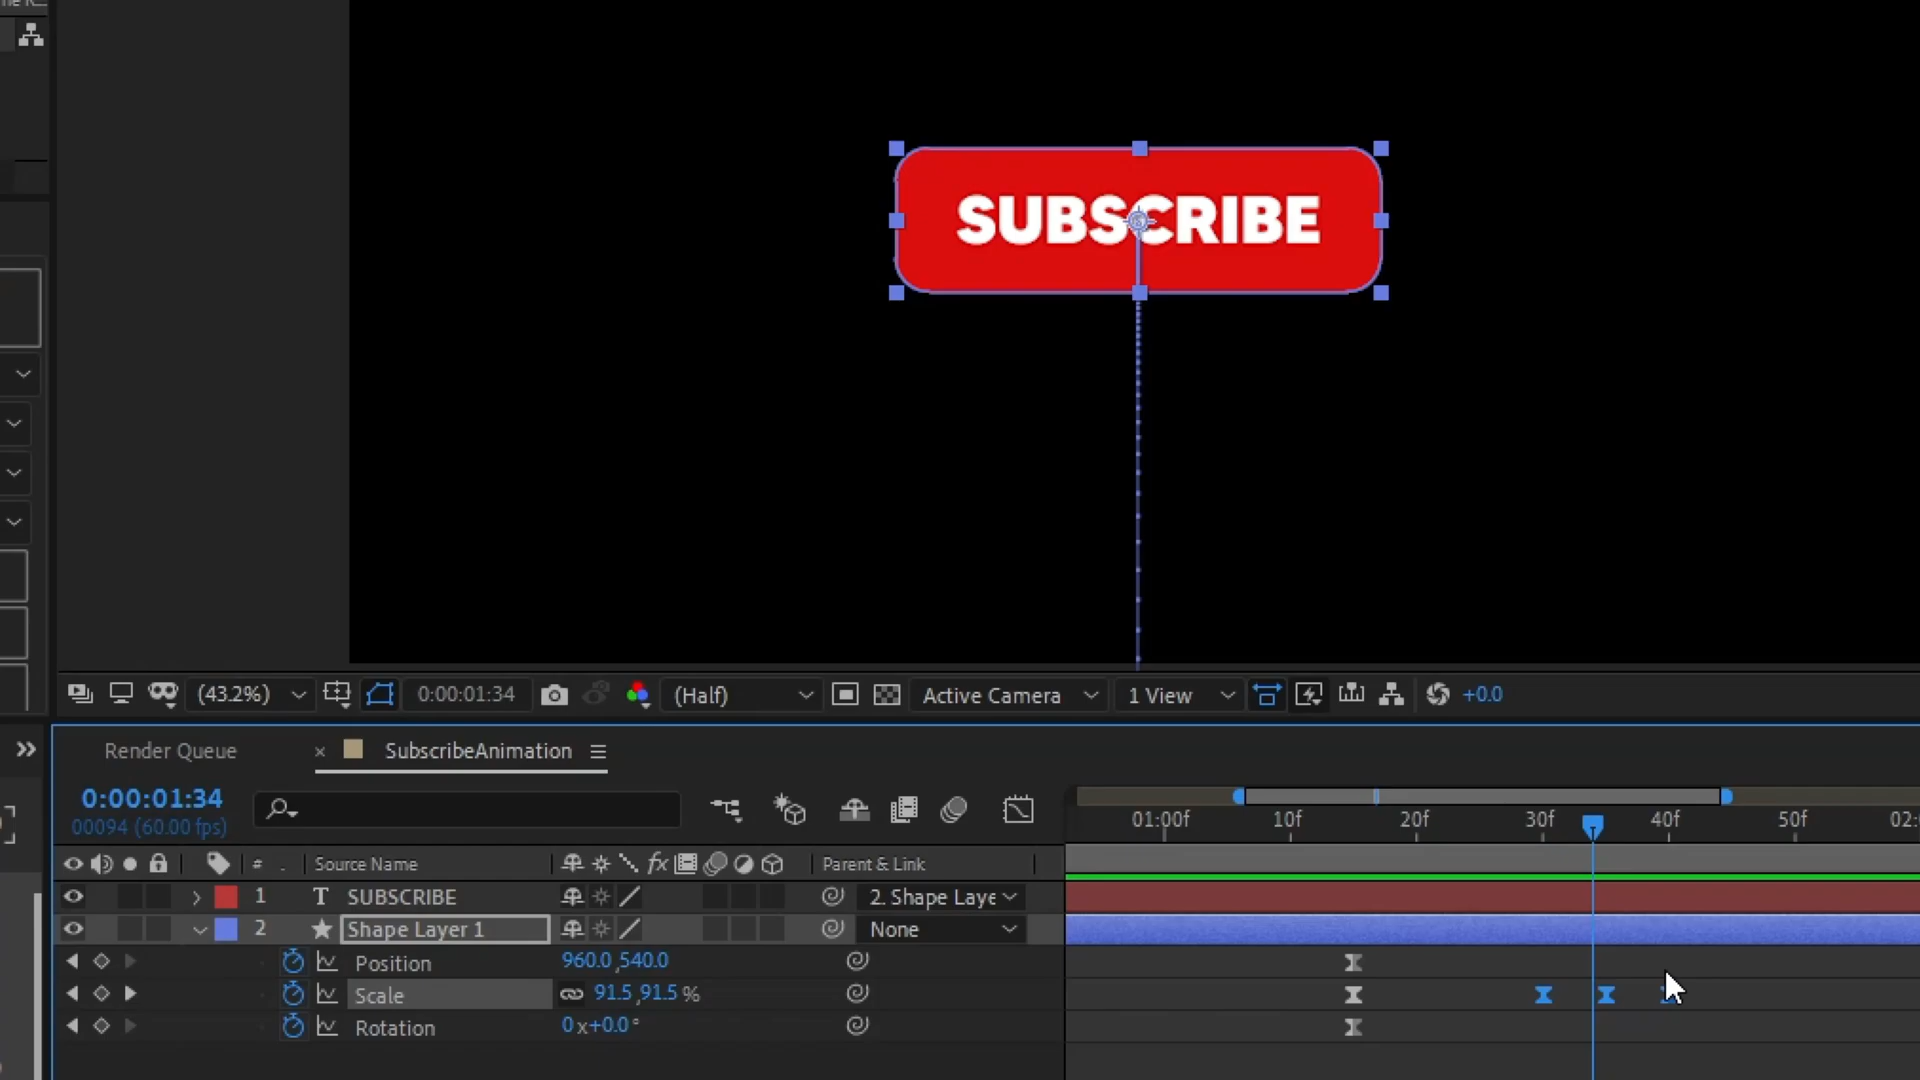 SUBSCRIBE
(43.2%) 0:00:01:34 (Half) Active Camera 1 View +0.0
Render Queue × SubscribeAnimation
0:00:01:34
00094 (60.00 fps)
01:00f 10f 20f 30f 40f 50f 02:0
# . Source Name fx Parent & Link
1 T SUBSCRIBE 2. Shape Laye
2 Shape Layer 1 None
Position 960.0,540.0
Scale 91.5,91.5%
Rotation 0x+0.0°